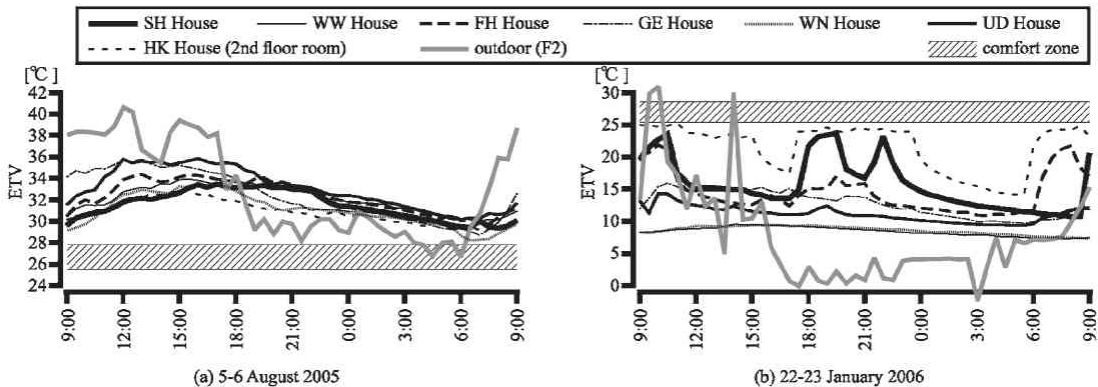 SH House WW House FH House GE House WN House UD House
HK House (2nd floor room) outdoor (F2) comfort zone
[℃]
42
40
38
36
34
32
30
28
26
24
ETV
9:00 12:00 15:00 18:00 21:00 0:00 3:00 6:00 9:00
(a) 5-6 August 2005
[℃]
30
25
20
15
10
5
0
ETV
9:00 12:00 15:00 18:00 21:00 0:00 3:00 6:00 9:00
(b) 22-23 January 2006